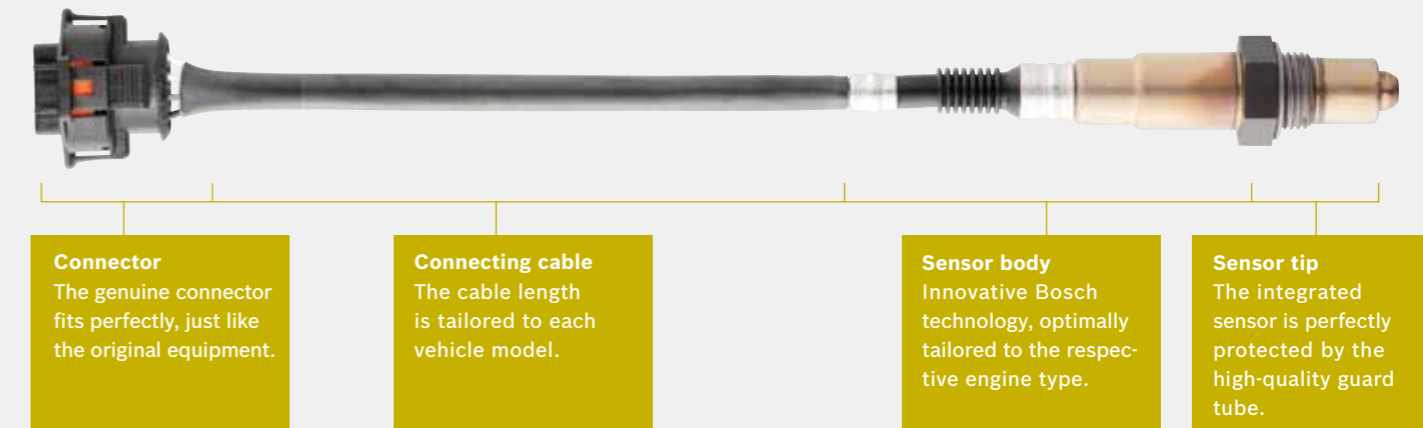 Connector
The genuine connector
fits perfectly, just like
the original equipment.
Connecting cable
The cable length
is tailored to each
vehicle model.
Sensor body
Innovative Bosch
technology, optimally
tailored to the respec-
tive engine type.
Sensor tip
The integrated
sensor is perfectly
protected by the
high-quality guard
tube.